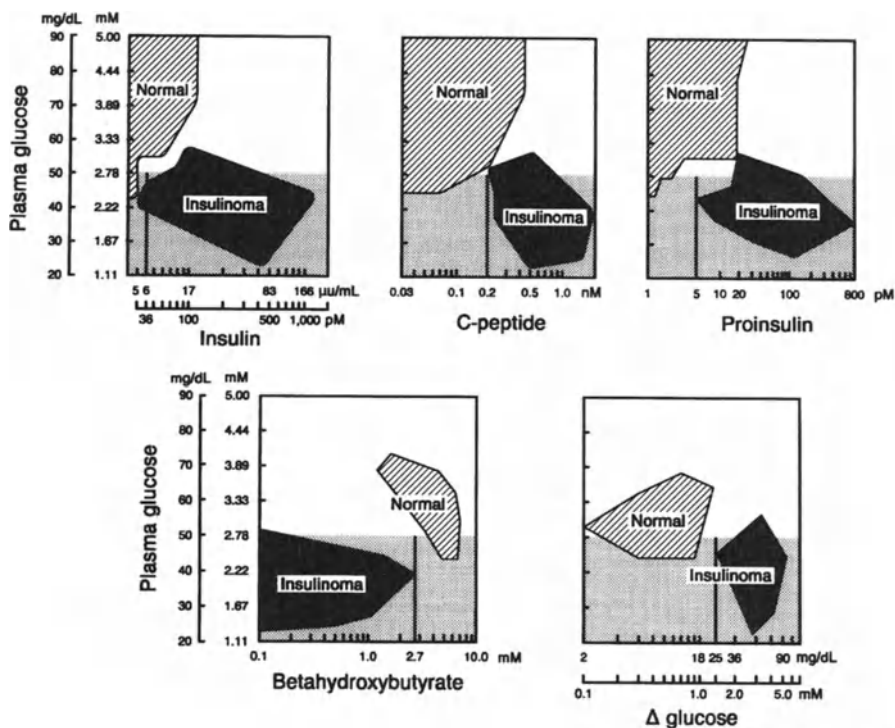 mg/dL mM
90 5.00
80 4.44
70 3.89
60 3.33
50 2.78
40 2.22
30 1.67
20 1.11
Plasma glucose
Normal
Insulinoma
5 6 17 83 166 μu/mL
36 100 500 1,000 pM
Insulin
Normal
Insulinoma
0.03 0.1 0.2 0.5 1.0 nM
C-peptide
Normal
Insulinoma
1 5 10 20 100 800 pM
Proinsulin
mg/dL mM
90 5.00
80 4.44
70 3.89
60 3.33
50 2.78
40 2.22
30 1.67
20 1.11
Plasma glucose
Normal
Insulinoma
0.1 1.0 2.7 10.0 mM
Betahydroxybutyrate
Normal
Insulinoma
2 18 25 36 90 mg/dL
0.1 1.0 2.0 5.0 mM
Δ glucose